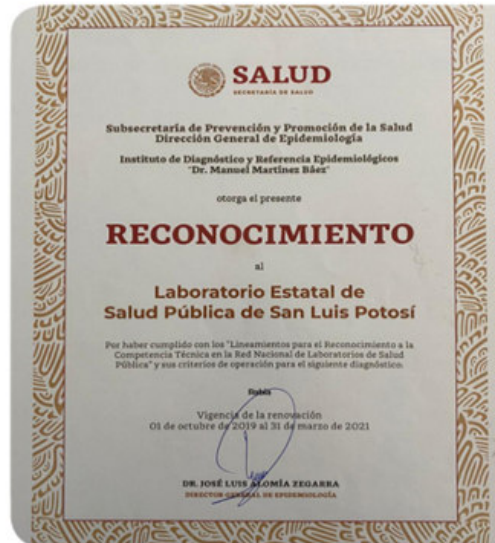 SALUD
SECRETARÍA DE SALUD
Subsecretaría de Prevención y Promoción de la Salud
Dirección General de Epidemiología
Instituto de Diagnóstico y Referencia Epidemiológicos
"Dr. Manuel Martínez Báez"
otorga el presente
RECONOCIMIENTO
al
Laboratorio Estatal de
Salud Pública de San Luis Potosí
Por haber cumplido con los "Lineamientos para el Reconocimiento a la
Competencia Técnica en la Red Nacional de Laboratorios de Salud
Pública" y sus criterios de operación para el siguiente diagnóstico:
Rabia
Vigencia de la renovación
01 de octubre de 2019 al 31 de marzo de 2021
DR. JOSÉ LUIS ALOMÍA ZEGARRA
DIRECTOR GENERAL DE EPIDEMIOLOGÍA